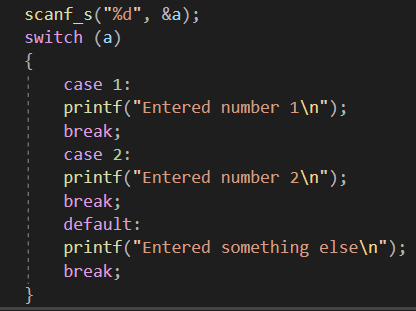 scanf_s("%d", &a);
switch (a)
{
case 1:
printf("Entered number 1\n");
break;
case 2:
printf("Entered number 2\n");
break;
default:
printf("Entered something else\n");
break;
}